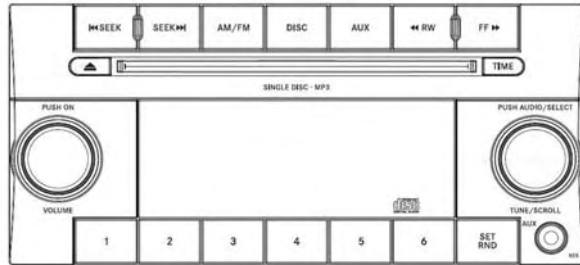 ⏮SEEK SEEK⏭ AM/FM DISC AUX ◀◀ RW FF ▶▶
TIME
SINGLE DISC · MP3
PUSH ON PUSH AUDIO/SELECT
VOLUME TUNE/SCROLL
AUX
1 2 3 4 5 6 SET
RND